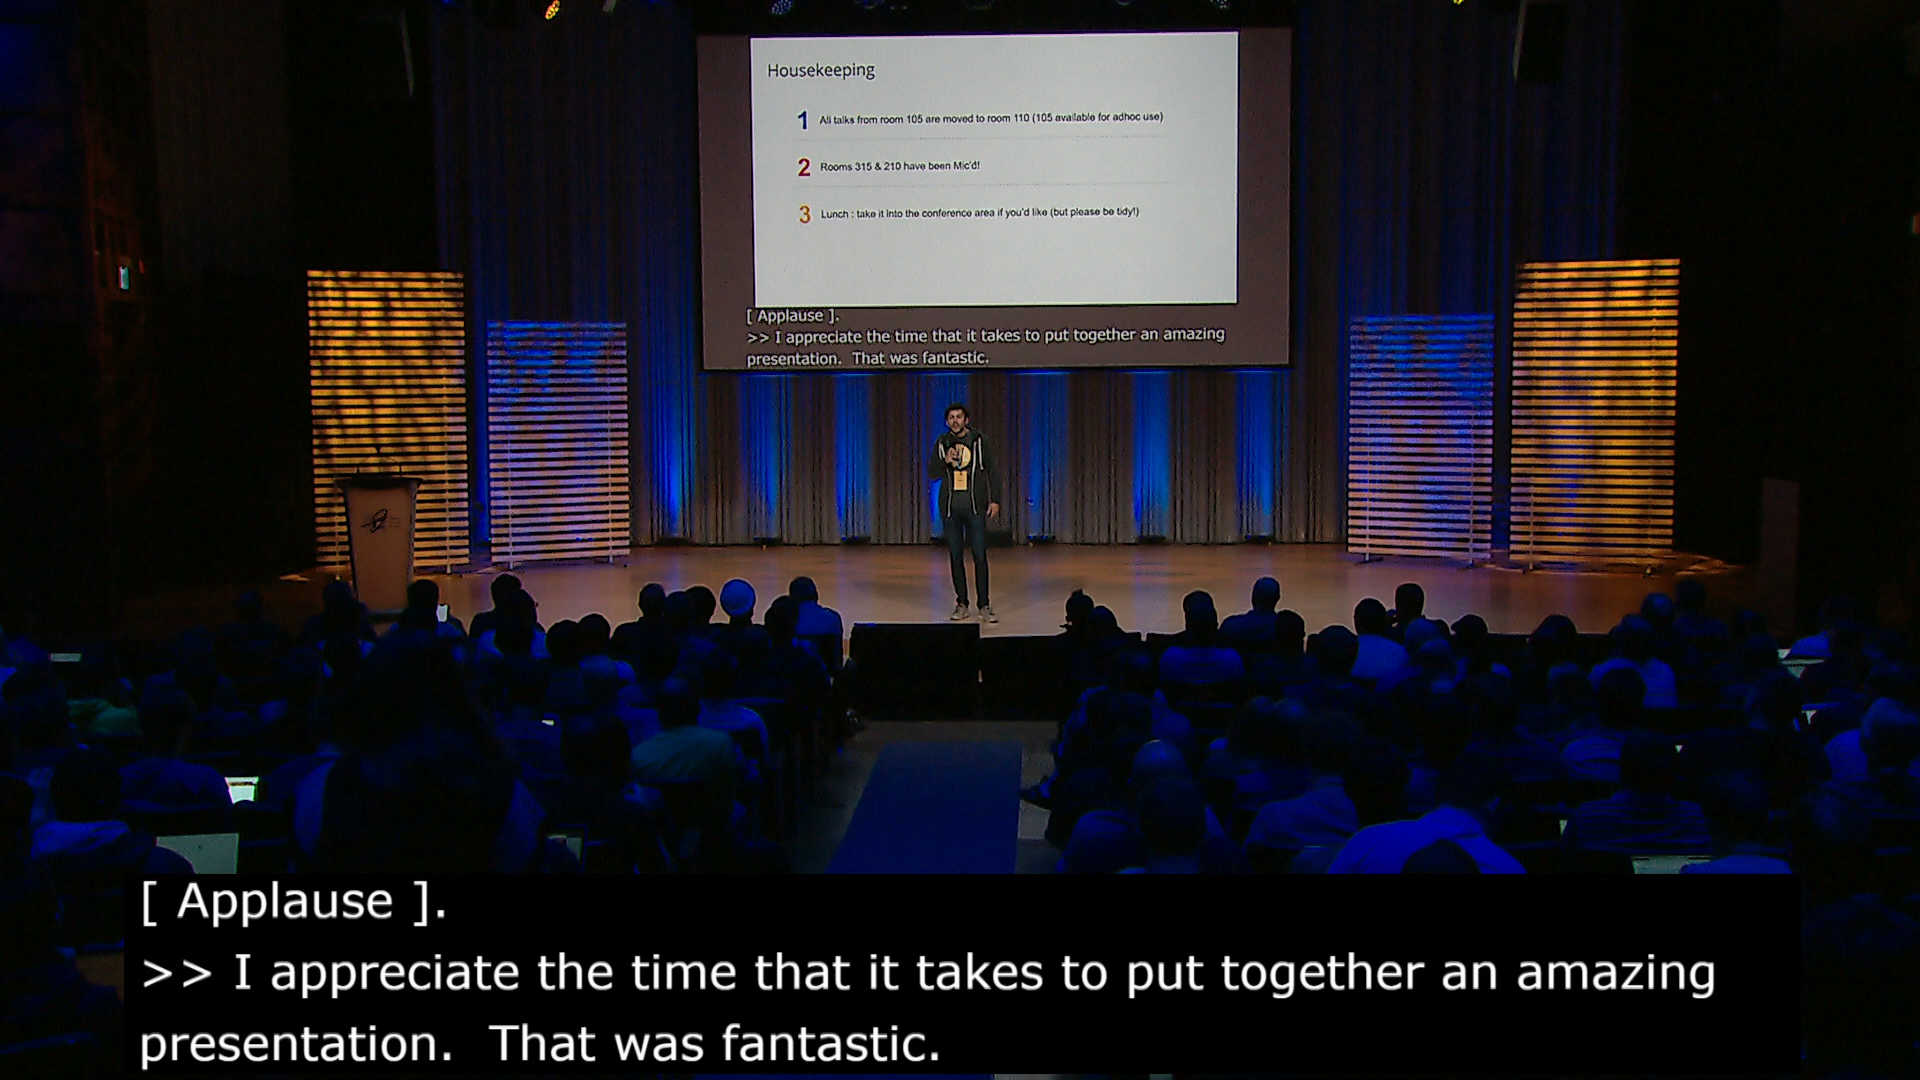 Housekeeping
1 All talks from room 105 are moved to room 110 (105 available for adhoc use)
2 Rooms 315 & 210 have been Mic'd!
3 Lunch : take it into the conference area if you'd like (but please be tidy!)
[ Applause ].
>> I appreciate the time that it takes to put together an amazing
presentation.  That was fantastic.
[ Applause ].
>> I appreciate the time that it takes to put together an amazing
presentation.  That was fantastic.